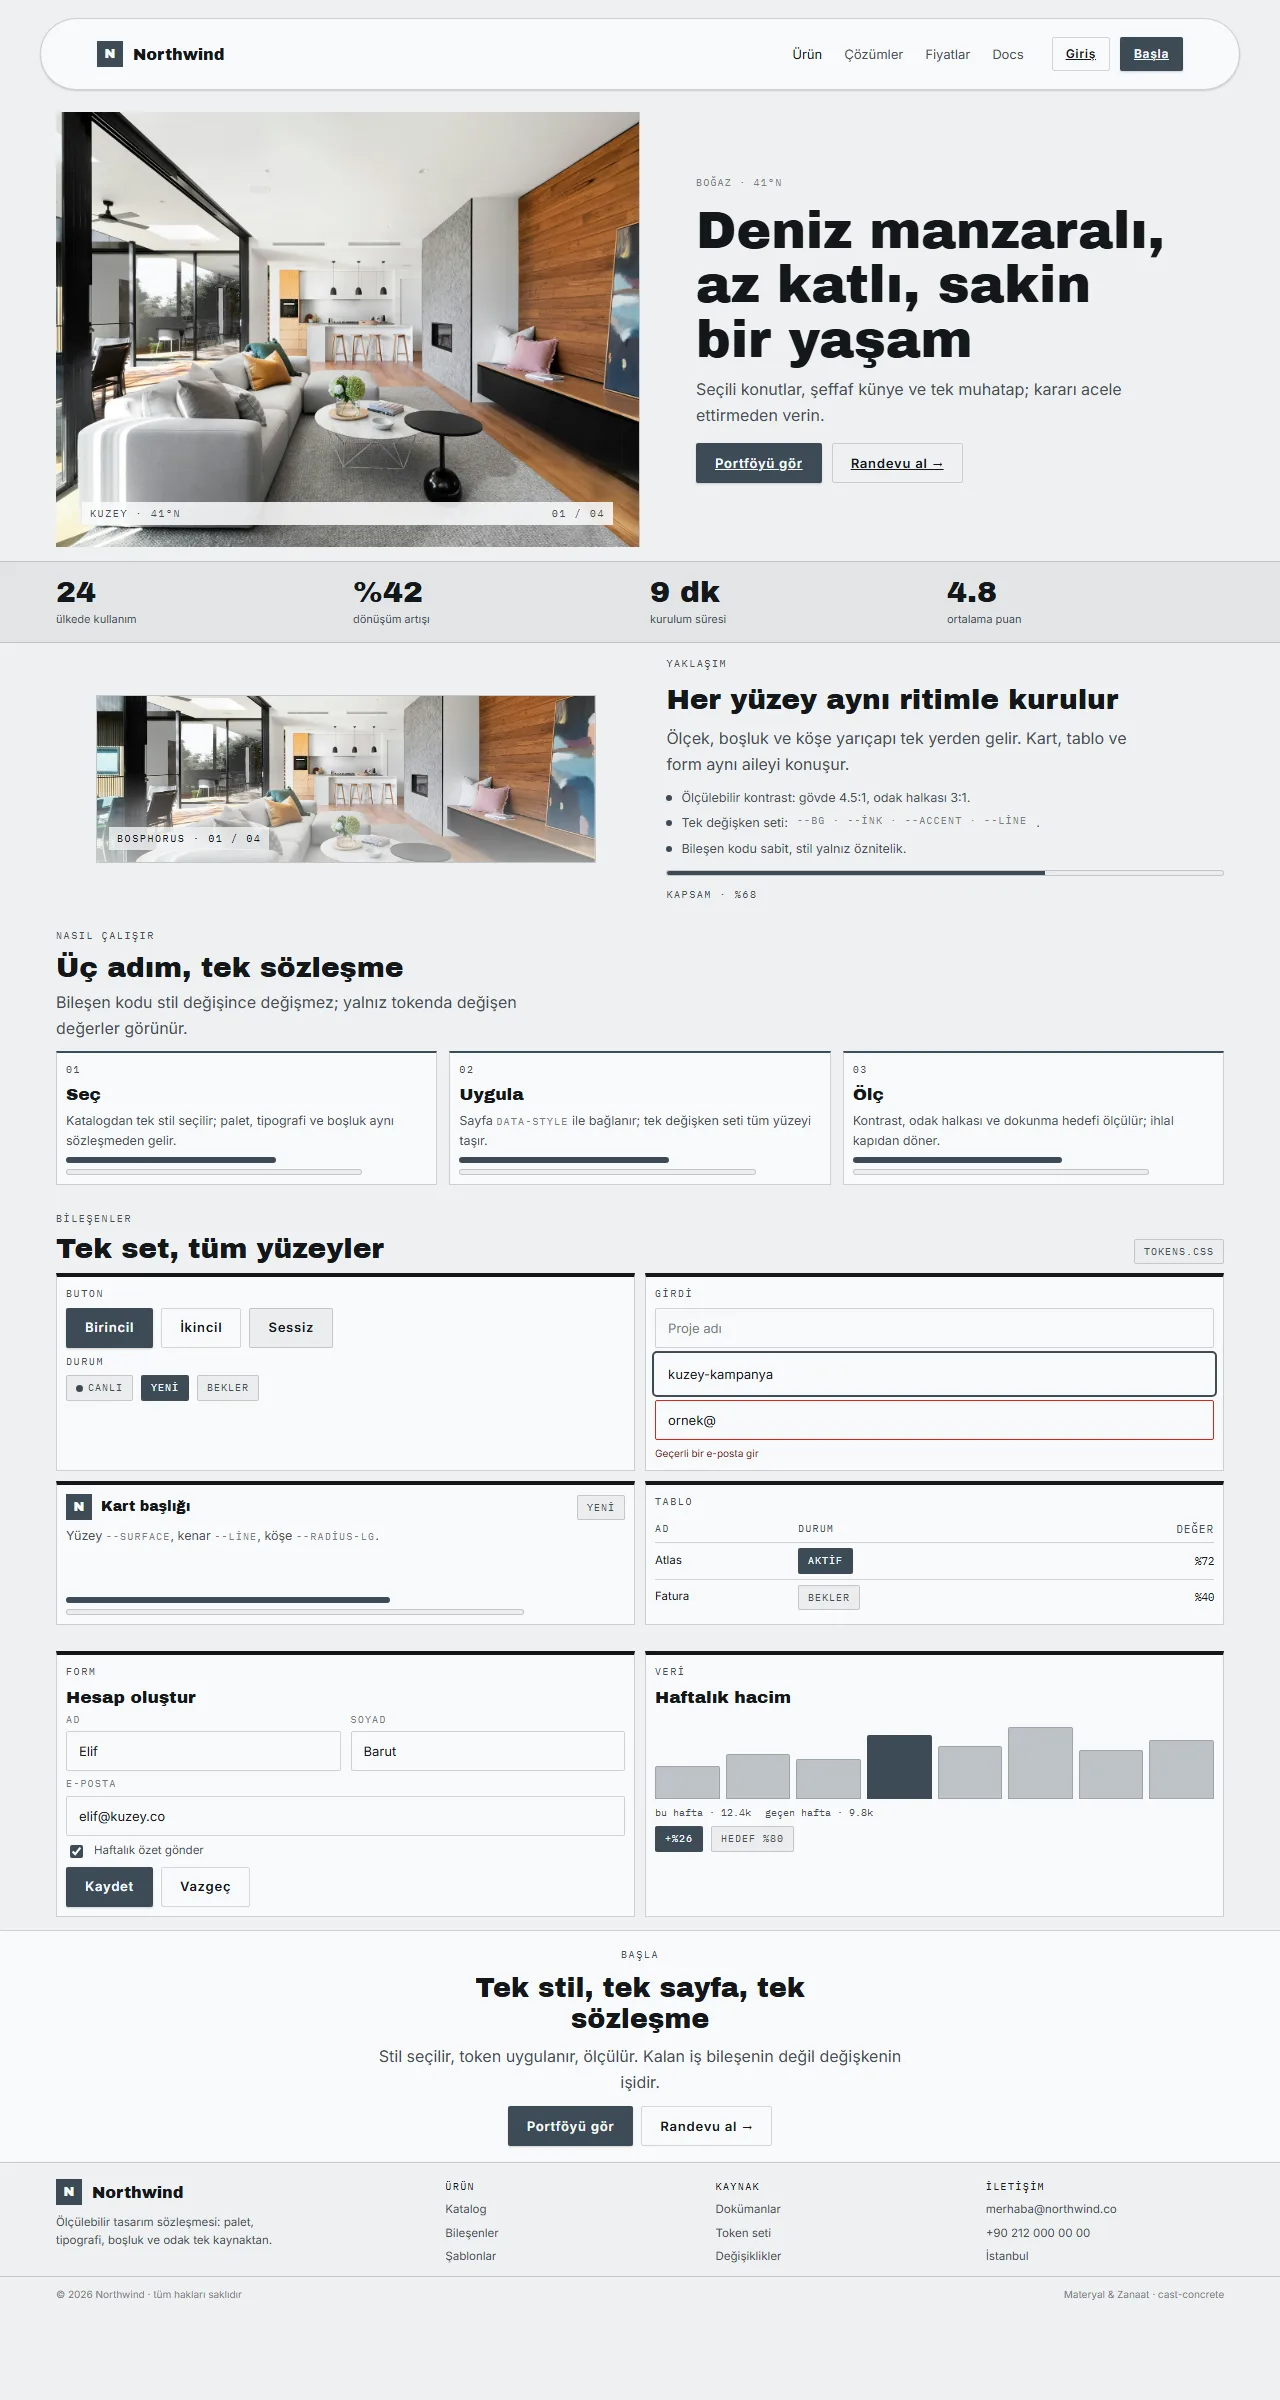 N Northwind
Ürün Çözümler Fiyatlar Docs Giriş Başla
BOĞAZ · 41°N
Deniz manzaralı,
az katlı, sakin
bir yaşam
Seçili konutlar, şeffaf künye ve tek muhatap; kararı acele
ettirmeden verin.
Portföyü gör Randevu al →
KUZEY · 41°N 01 / 04
24 %42 9 dk 4.8
ülkede kullanım dönüşüm artışı kurulum süresi ortalama puan
YAKLAŞIM
Her yüzey aynı ritimle kurulur
Ölçek, boşluk ve köşe yarıçapı tek yerden gelir. Kart, tablo ve
form aynı aileyi konuşur.
Ölçülebilir kontrast: gövde 4.5:1, odak halkası 3:1.
Tek değişken seti: --BG · --İNK · --ACCENT · --LİNE .
Bileşen kodu sabit, stil yalnız öznitelik.
KAPSAM · %68
BOSPHORUS · 01 / 04
NASIL ÇALIŞIR
Üç adım, tek sözleşme
Bileşen kodu stil değişince değişmez; yalnız tokenda değişen
değerler görünür.
01
Seç
Katalogdan tek stil seçilir; palet, tipografi ve boşluk aynı
sözleşmeden gelir.
02
Uygula
Sayfa DATA-STYLE ile bağlanır; tek değişken seti tüm yüzeyi
taşır.
03
Ölç
Kontrast, odak halkası ve dokunma hedefi ölçülür; ihlal
kapıdan döner.
BİLEŞENLER
Tek set, tüm yüzeyler
TOKENS.CSS
BUTON
Birincil İkincil Sessiz
DURUM
CANLI YENİ BEKLER
GİRDİ
Proje adı
kuzey-kampanya
ornek@
Geçerli bir e-posta gir
N Kart başlığı YENİ
Yüzey --SURFACE, kenar --LİNE, köşe --RADİUS-LG.
TABLO
AD DURUM DEĞER
Atlas AKTİF %72
Fatura BEKLER %40
FORM
Hesap oluştur
AD SOYAD
Elif Barut
E-POSTA
elif@kuzey.co
Haftalık özet gönder
Kaydet Vazgeç
VERİ
Haftalık hacim
bu hafta · 12.4k geçen hafta · 9.8k
+%26 HEDEF %80
BAŞLA
Tek stil, tek sayfa, tek
sözleşme
Stil seçilir, token uygulanır, ölçülür. Kalan iş bileşenin değil değişkenin
işidir.
Portföyü gör Randevu al →
N Northwind
Ölçülebilir tasarım sözleşmesi: palet,
tipografi, boşluk ve odak tek kaynaktan.
ÜRÜN
Katalog
Bileşenler
Şablonlar
KAYNAK
Dokümanlar
Token seti
Değişiklikler
İLETİŞİM
merhaba@northwind.co
+90 212 000 00 00
İstanbul
© 2026 Northwind · tüm hakları saklıdır
Materyal & Zanaat · cast-concrete